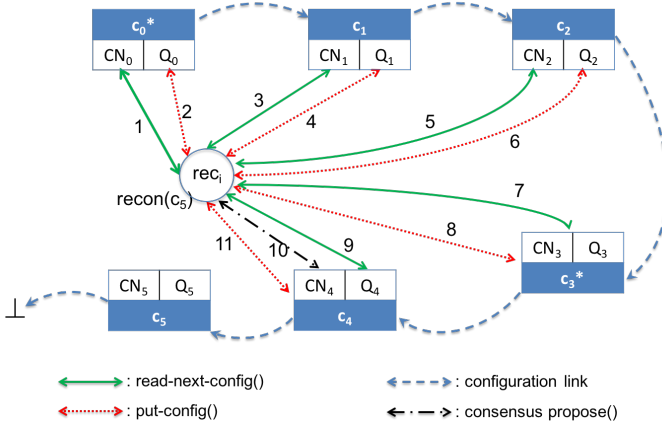 c0* c1 c2
CN0 Q0 CN1 Q1 CN2 Q2
1 2 3 4 5 6
reci
recon(c5)
7
8
11 10 9
CN3 Q3
c3*
CN5 Q5 CN4 Q4
c5 c4
⊥
: read-next-config() : configuration link
: put-config() : consensus propose()